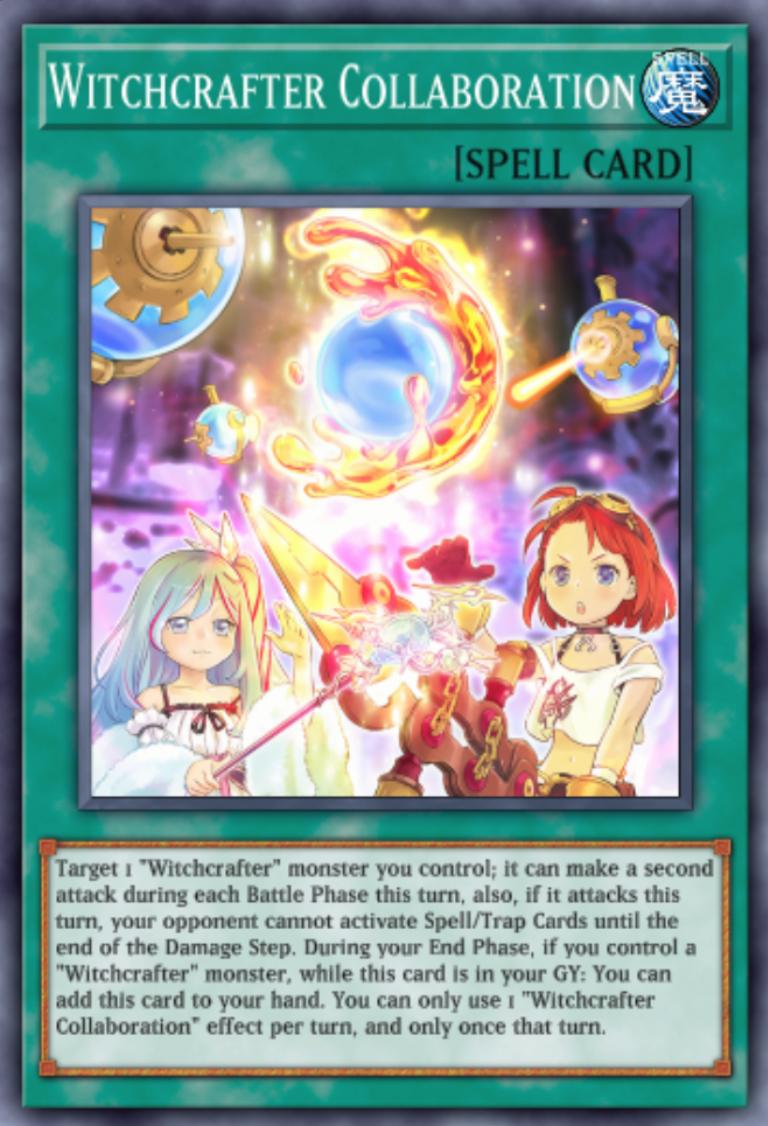 WITCHCRAFTER COLLABORATION
SPELL
魔
[SPELL CARD]
Target 1 "Witchcrafter" monster you control; it can make a second
attack during each Battle Phase this turn, also, if it attacks this
turn, your opponent cannot activate Spell/Trap Cards until the
end of the Damage Step. During your End Phase, if you control a
"Witchcrafter" monster, while this card is in your GY: You can
add this card to your hand. You can only use 1 "Witchcrafter
Collaboration" effect per turn, and only once that turn.